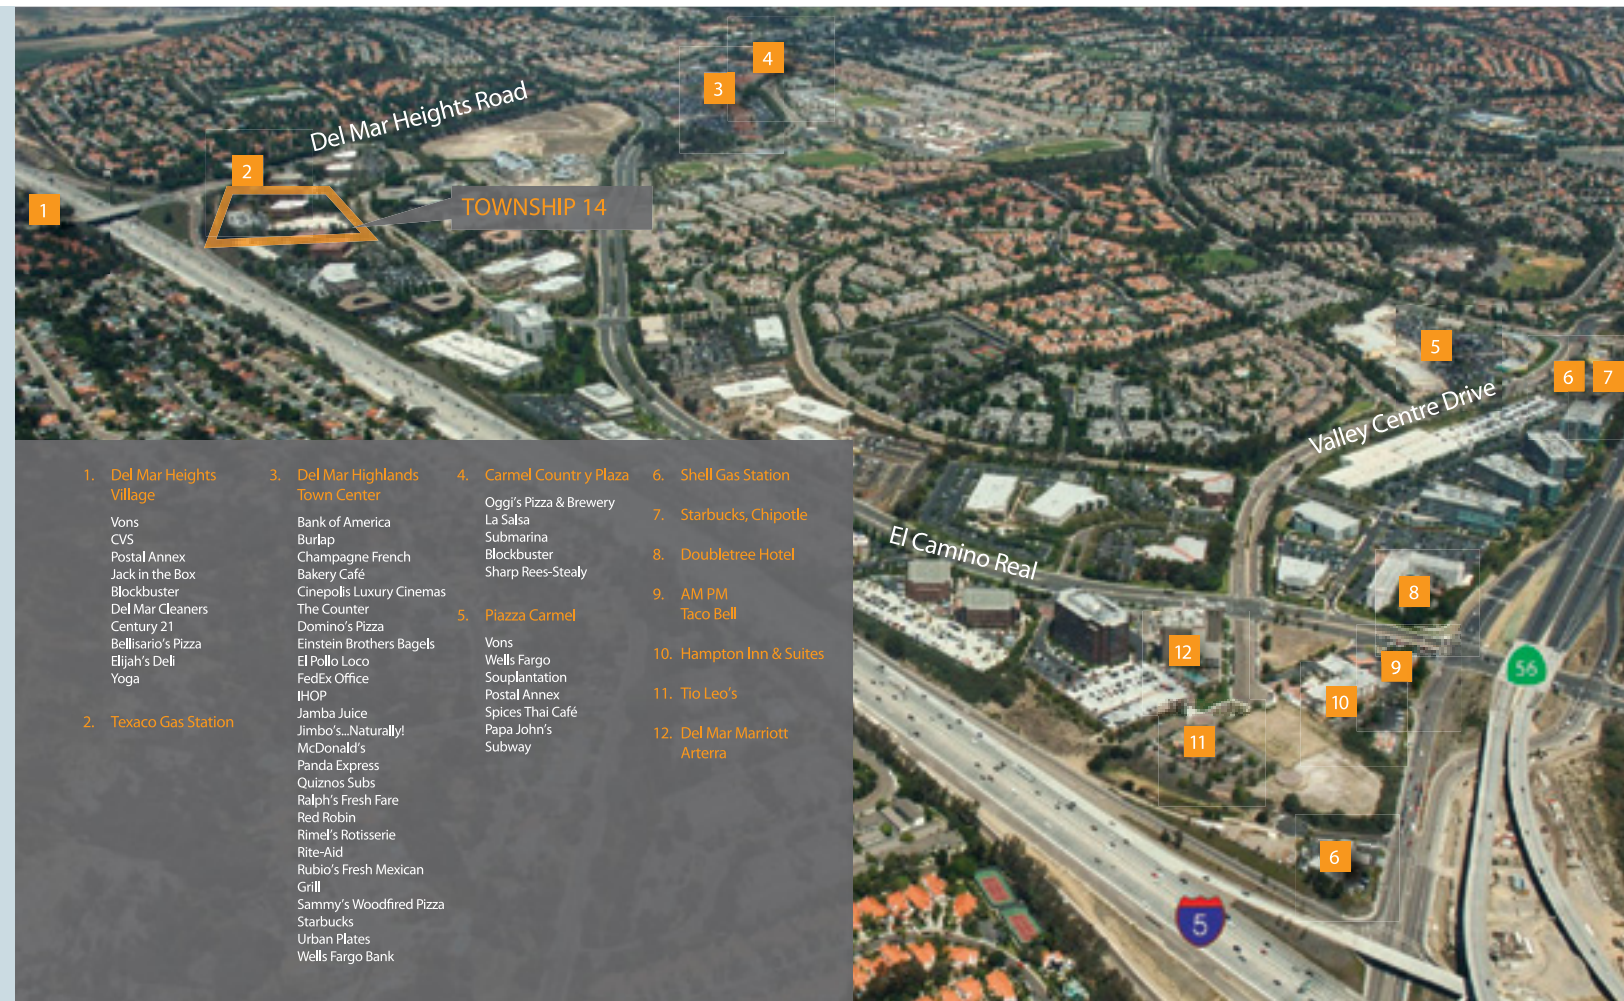 4
3
Del Mar Heights Road
2
1
TOWNSHIP 14
5
6
7
Valley Centre Drive
El Camino Real
8
12
9
56
10
11
6
5
1. Del Mar Heights
Village
Vons
CVS
Postal Annex
Jack in the Box
Blockbuster
Del Mar Cleaners
Century 21
Bellisario's Pizza
Elijah's Deli
Yoga
2. Texaco Gas Station
3. Del Mar Highlands
Town Center
Bank of America
Burlap
Champagne French
Bakery Café
Cinepolis Luxury Cinemas
The Counter
Domino's Pizza
Einstein Brothers Bagels
El Pollo Loco
FedEx Office
IHOP
Jamba Juice
Jimbo's...Naturally!
McDonald's
Panda Express
Quiznos Subs
Ralph's Fresh Fare
Red Robin
Rimel's Rotisserie
Rite-Aid
Rubio's Fresh Mexican
Grill
Sammy's Woodfired Pizza
Starbucks
Urban Plates
Wells Fargo Bank
4. Carmel Countr y Plaza
Oggi's Pizza & Brewery
La Salsa
Submarina
Blockbuster
Sharp Rees-Stealy
5. Piazza Carmel
Vons
Wells Fargo
Souplantation
Postal Annex
Spices Thai Café
Papa John's
Subway
6. Shell Gas Station
7. Starbucks, Chipotle
8. Doubletree Hotel
9. AM PM
Taco Bell
10. Hampton Inn & Suites
11. Tio Leo's
12. Del Mar Marriott
Arterra